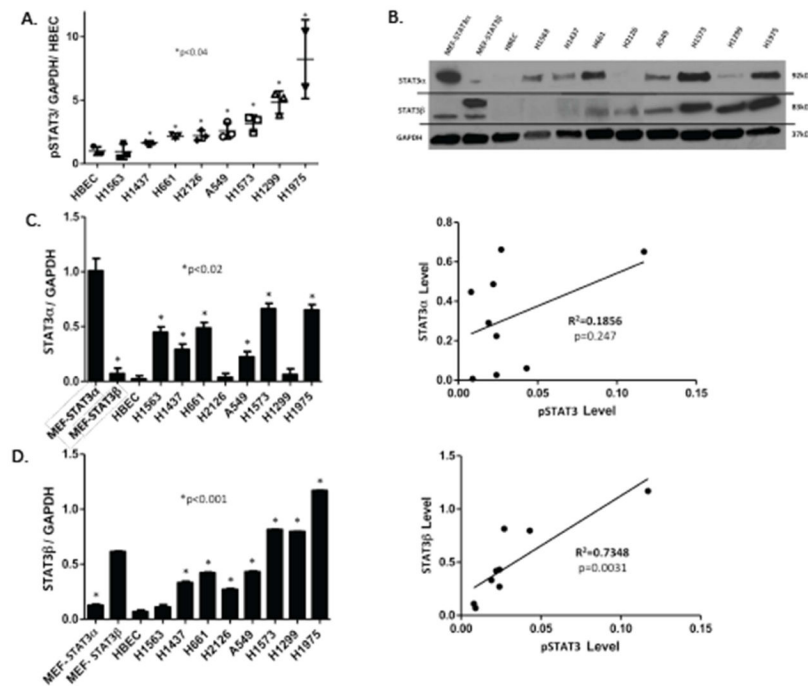 A.
pSTAT3/ GAPDH/ HBEC
10
5
0
*p<0.04
* * * * * * *
HBEC
H1563
H1437
H661
H2126
A549
H1573
H1299
H1975
B.
MEF-STAT3α
MEF-STAT3β
HBEC
H1563
H1437
H661
H2126
A549
H1573
H1299
H1975
STAT3α
92kD
STAT3β
83kD
GAPDH
37kD
C.
STAT3α/ GAPDH
1.5
1.0
0.5
0.0
*p<0.02
* * * * * * *
MEF-STAT3α
MEF-STAT3β
HBEC
H1563
H1437
H661
H2126
A549
H1573
H1299
H1975
STAT3α Level
0.8
0.6
0.4
0.2
0.0
R²=0.1856
p=0.247
0.00 0.05 0.10 0.15
pSTAT3 Level
D.
STAT3β/ GAPDH
1.5
1.0
0.5
0.0
*p<0.001
* * * * * * * *
MEF-STAT3α
MEF- STAT3β
HBEC
H1563
H1437
H661
H2126
A549
H1573
H1299
H1975
STAT3β Level
1.5
1.0
0.5
0.0
R²=0.7348
p=0.0031
0.00 0.05 0.10 0.15
pSTAT3 Level